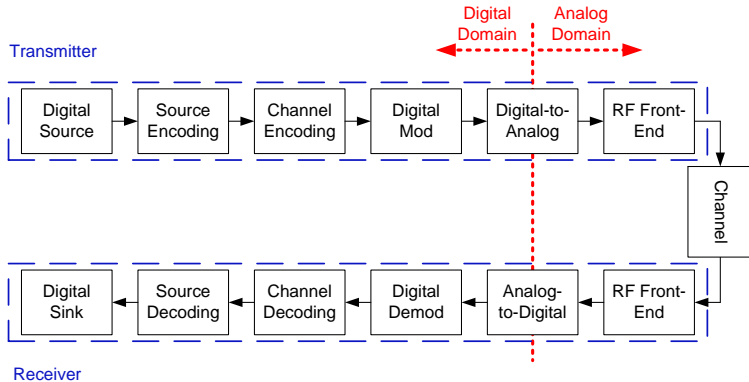 Digital
Domain
Analog
Domain
Transmitter
Digital
Source
Source
Encoding
Channel
Encoding
Digital
Mod
Digital-to-
Analog
RF Front-
End
Channel
Digital
Sink
Source
Decoding
Channel
Decoding
Digital
Demod
Analog-
to-Digital
RF Front-
End
Receiver